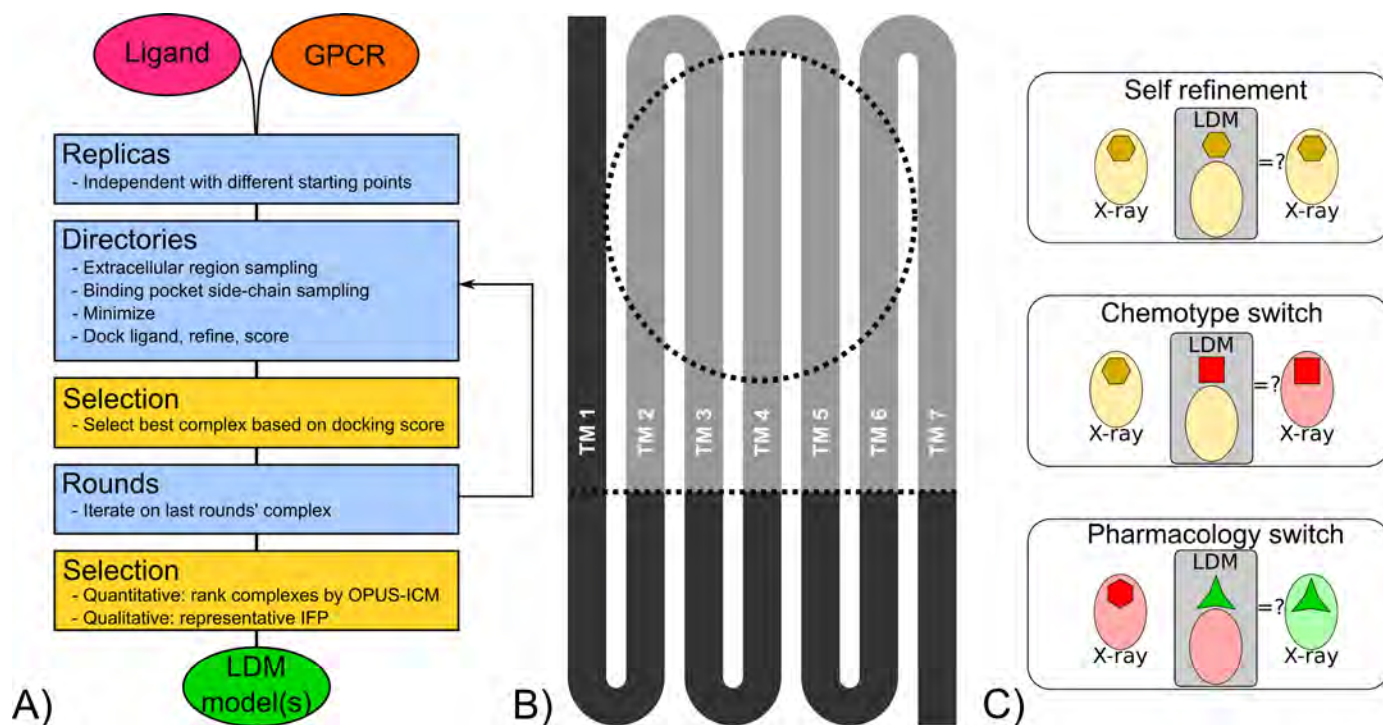 Ligand
GPCR
Replicas
- Independent with different starting points
Directories
- Extracellular region sampling
- Binding pocket side-chain sampling
- Minimize
- Dock ligand, refine, score
Selection
- Select best complex based on docking score
Rounds
- Iterate on last rounds' complex
Selection
- Quantitative: rank complexes by OPUS-ICM
- Qualitative: representative IFP
LDM
model(s)
A)
TM 1
TM 2
TM 3
TM 4
TM 5
TM 6
TM 7
B)
Self refinement
LDM
=?
X-ray
X-ray
Chemotype switch
LDM
=?
X-ray
X-ray
Pharmacology switch
LDM
=?
X-ray
X-ray
C)